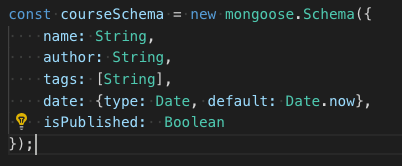 const courseSchema = new mongoose.Schema({
    name: String,
    author: String,
    tags: [String],
    date: {type: Date, default: Date.now},
    isPublished:  Boolean
});